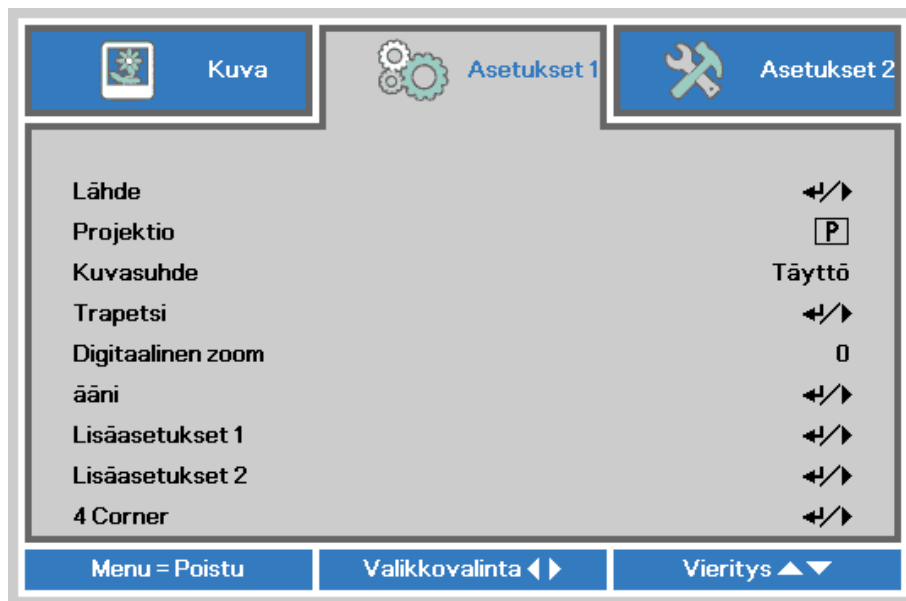 Kuva
Asetukset 1
Asetukset 2
Lähde
Projektio P
Kuvasuhde Täyttö
Trapetsi
Digitaalinen zoom 0
ääni
Lisäasetukset 1
Lisäasetukset 2
4 Corner
Menu = Poistu
Valikkovalinta
Vieritys